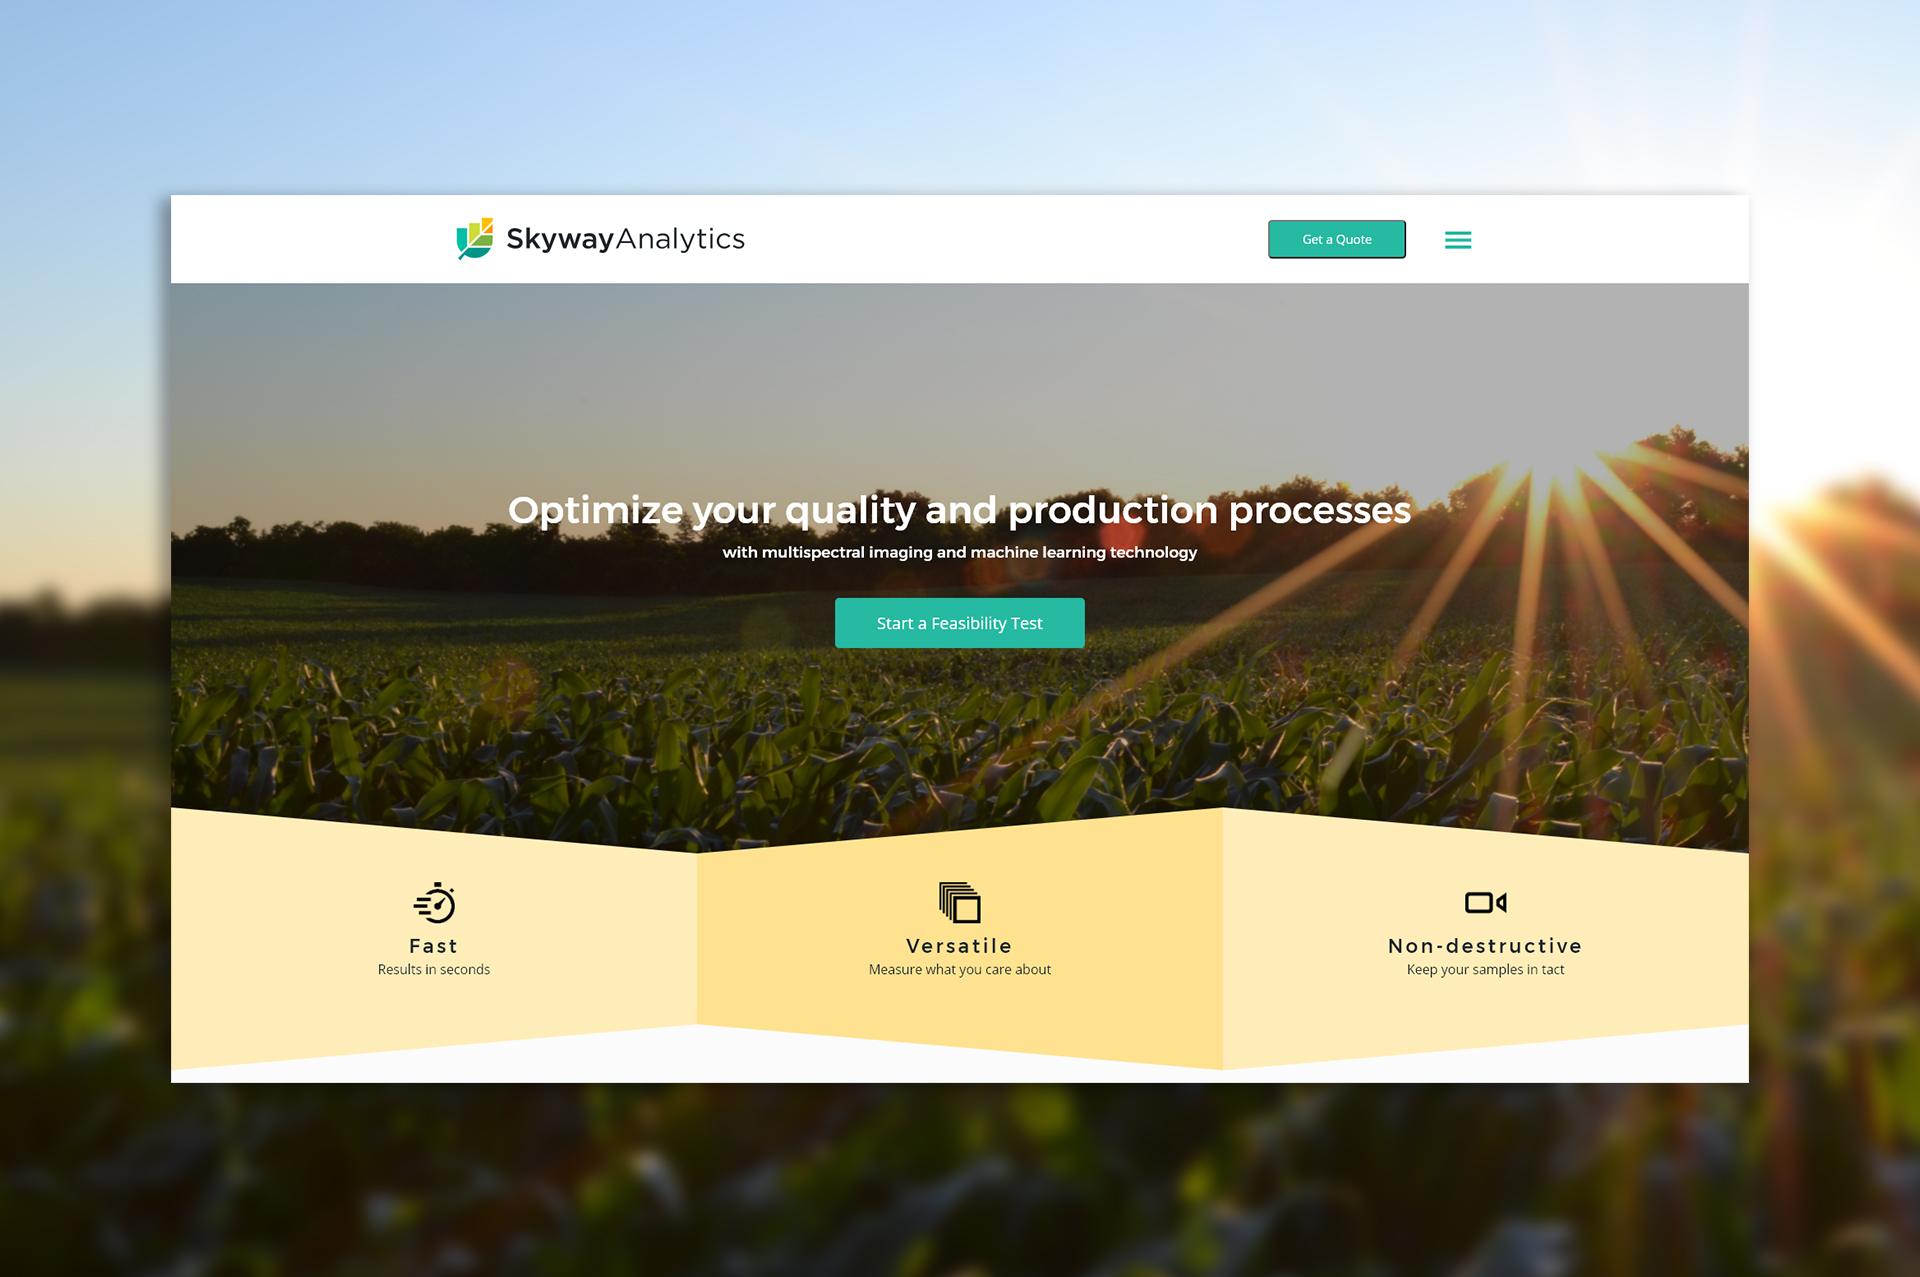 SkywayAnalytics
Get a Quote
Optimize your quality and production processes
with multispectral imaging and machine learning technology
Start a Feasibility Test
Fast
Results in seconds
Versatile
Measure what you care about
Non-destructive
Keep your samples in tact